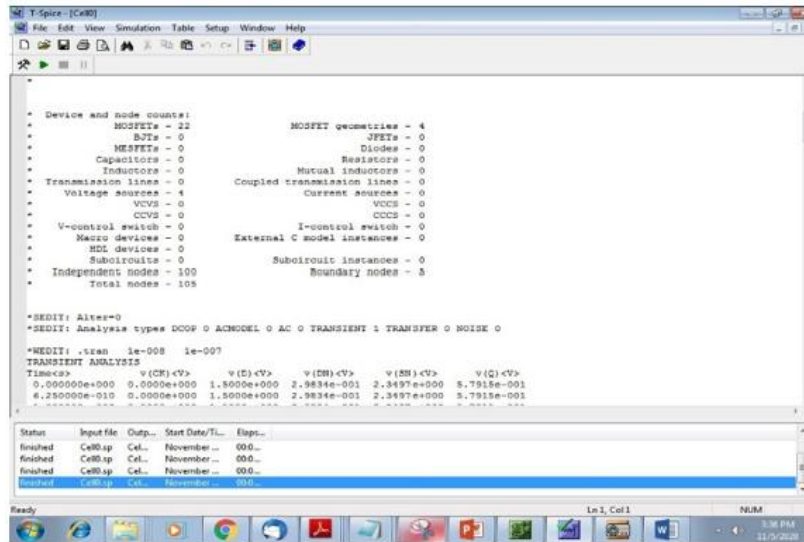 T-Spice - [Cell0]
File Edit View Simulation Table Setup Window Help
*
* Device and node counts:
* MOSFETs - 22 MOSFET geometries - 4
* BJTs - 0 JFETs - 0
* MESFETs - 0 Diodes - 0
* Capacitors - 0 Resistors - 0
* Inductors - 0 Mutual inductors - 0
* Transmission lines - 0 Coupled transmission lines - 0
* Voltage sources - 4 Current sources - 0
* VCVS - 0 VCCS - 0
* CCVS - 0 CCCS - 0
* V-control switch - 0 I-control switch - 0
* Macro devices - 0 External C model instances - 0
* HDL devices - 0
* Subcircuits - 0 Subcircuit instances - 0
* Independent nodes - 100 Boundary nodes - 5
* Total nodes - 105
*SEDIT: Alter=0
*SEDIT: Analysis types DCOP 0 ACMODEL 0 AC 0 TRANSIENT 1 TRANSFER 0 NOISE 0
*WEDIT: .tran 1e-008 1e-007
TRANSIENT ANALYSIS
Time<s> v(CK)<V> v(D)<V> v(DN)<V> v(SN)<V> v(Q)<V>
0.000000e+000 0.0000e+000 1.5000e+000 2.9834e-001 2.3497e+000 5.7915e-001
6.250000e-010 0.0000e+000 1.5000e+000 2.9834e-001 2.3497e+000 5.7915e-001
Status Input file Outp... Start Date/Ti... Elaps...
finished Cell0.sp Cel... November ... 00:0...
finished Cell0.sp Cel... November ... 00:0...
finished Cell0.sp Cel... November ... 00:0...
finished Cell0.sp Cel... November ... 00:0...
Ready Ln 1, Col 1 NUM
5:36 PM
11/5/2020